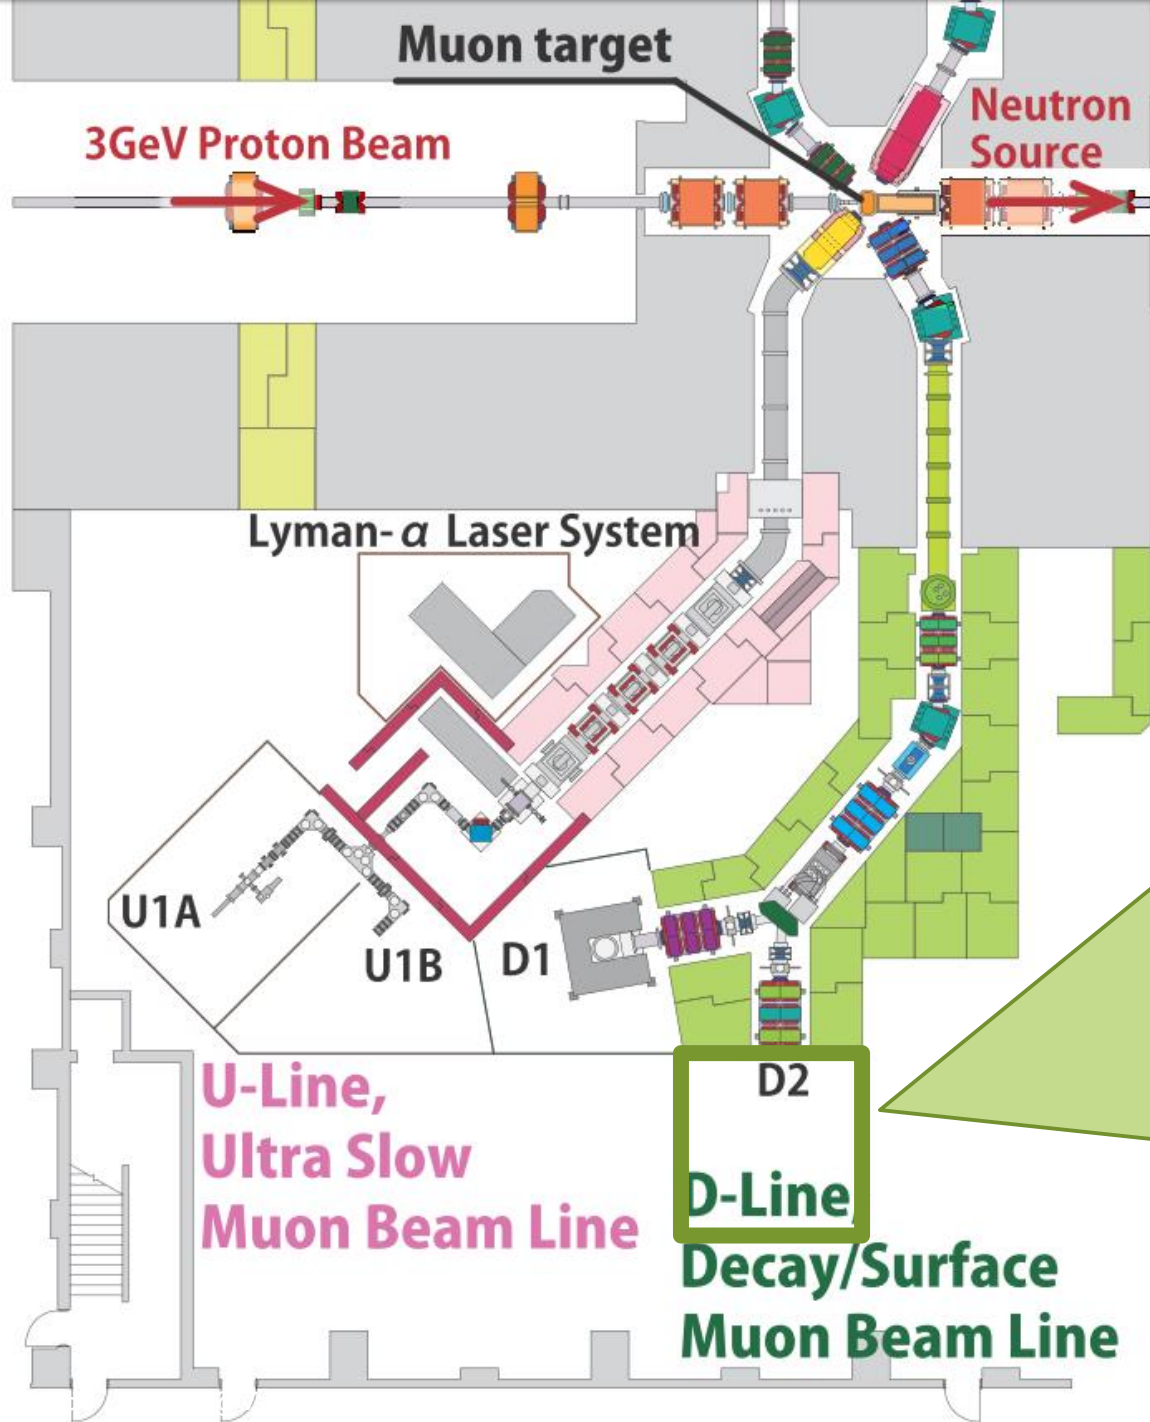 Muon target
3GeV Proton Beam
Neutron
Source
Lyman-α Laser System
U1A
U1B
D1
D2
U-Line,
Ultra Slow
Muon Beam Line
D-Line,
Decay/Surface
Muon Beam Line